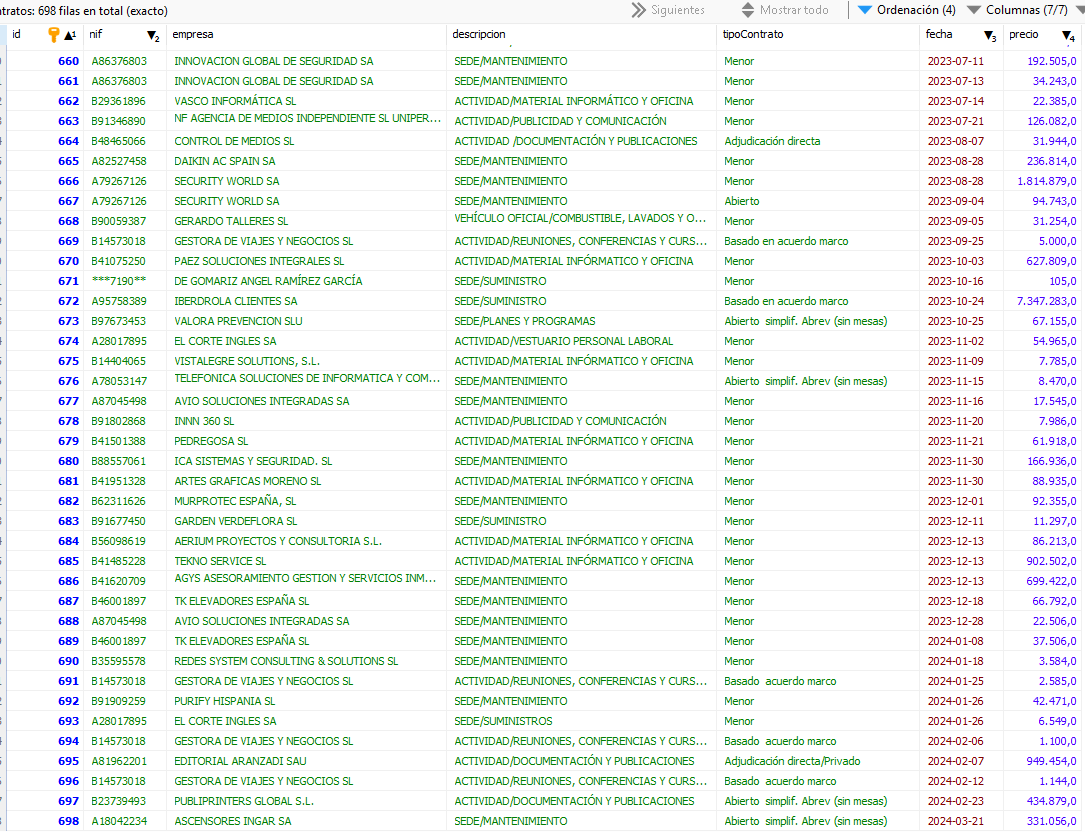 ntratos: 698 filas en total (exacto) Siguientes Mostrar todo Ordenación (4) Columnas (7/7)
id 1 nif 2 empresa descripcion tipoContrato fecha 3 precio 4
660 A86376803 INNOVACION GLOBAL DE SEGURIDAD SA SEDE/MANTENIMIENTO Menor 2023-07-11 192.505,0
661 A86376803 INNOVACION GLOBAL DE SEGURIDAD SA SEDE/MANTENIMIENTO Menor 2023-07-13 34.243,0
662 B29361896 VASCO INFORMÁTICA SL ACTIVIDAD/MATERIAL INFORMÁTICO Y OFICINA Menor 2023-07-14 22.385,0
663 B91346890 NF AGENCIA DE MEDIOS INDEPENDIENTE SL UNIPER... ACTIVIDAD/PUBLICIDAD Y COMUNICACIÓN Menor 2023-07-21 126.082,0
664 B48465066 CONTROL DE MEDIOS SL ACTIVIDAD /DOCUMENTACIÓN Y PUBLICACIONES Adjudicación directa 2023-08-07 31.944,0
665 A82527458 DAIKIN AC SPAIN SA SEDE/MANTENIMIENTO Menor 2023-08-28 236.814,0
666 A79267126 SECURITY WORLD SA SEDE/MANTENIMIENTO Menor 2023-08-28 1.814.879,0
667 A79267126 SECURITY WORLD SA SEDE/MANTENIMIENTO Abierto 2023-09-04 94.743,0
668 B90059387 GERARDO TALLERES SL VEHÍCULO OFICIAL/COMBUSTIBLE, LAVADOS Y O... Menor 2023-09-05 31.254,0
669 B14573018 GESTORA DE VIAJES Y NEGOCIOS SL ACTIVIDAD/REUNIONES, CONFERENCIAS Y CURS... Basado en acuerdo marco 2023-09-25 5.000,0
670 B41075250 PAEZ SOLUCIONES INTEGRALES SL ACTIVIDAD/MATERIAL INFÓRMATICO Y OFICINA Menor 2023-10-03 627.809,0
671 ***7190** DE GOMARIZ ANGEL RAMÍREZ GARCÍA SEDE/SUMINISTRO Menor 2023-10-16 105,0
672 A95758389 IBERDROLA CLIENTES SA SEDE/SUMINISTRO Basado en acuerdo marco 2023-10-24 7.347.283,0
673 B97673453 VALORA PREVENCION SLU SEDE/PLANES Y PROGRAMAS Abierto simplif. Abrev (sin mesas) 2023-10-25 67.155,0
674 A28017895 EL CORTE INGLES SA ACTIVIDAD/VESTUARIO PERSONAL LABORAL Menor 2023-11-02 54.965,0
675 B14404065 VISTALEGRE SOLUTIONS, S.L. ACTIVIDAD/MATERIAL INFÓRMATICO Y OFICINA Menor 2023-11-09 7.785,0
676 A78053147 TELEFONICA SOLUCIONES DE INFORMATICA Y COM... SEDE/MANTENIMIENTO Abierto simplif. Abrev (sin mesas) 2023-11-15 8.470,0
677 A87045498 AVIO SOLUCIONES INTEGRADAS SA SEDE/MANTENIMIENTO Menor 2023-11-16 17.545,0
678 B91802868 INNN 360 SL ACTIVIDAD/PUBLICIDAD Y COMUNICACIÓN Menor 2023-11-20 7.986,0
679 B41501388 PEDREGOSA SL ACTIVIDAD/MATERIAL INFÓRMATICO Y OFICINA Menor 2023-11-21 61.918,0
680 B88557061 ICA SISTEMAS Y SEGURIDAD. SL SEDE/MANTENIMIENTO Menor 2023-11-30 166.936,0
681 B41951328 ARTES GRAFICAS MORENO SL ACTIVIDAD/MATERIAL INFÓRMATICO Y OFICINA Menor 2023-11-30 88.935,0
682 B62311626 MURPROTEC ESPAÑA, SL SEDE/MANTENIMIENTO Menor 2023-12-01 92.355,0
683 B91677450 GARDEN VERDEFLORA SL SEDE/SUMINISTRO Menor 2023-12-11 11.297,0
684 B56098619 AERIUM PROYECTOS Y CONSULTORIA S.L. ACTIVIDAD/MATERIAL INFÓRMATICO Y OFICINA Menor 2023-12-13 86.213,0
685 B41485228 TEKNO SERVICE SL ACTIVIDAD/MATERIAL INFÓRMATICO Y OFICINA Menor 2023-12-13 902.502,0
686 B41620709 AGYS ASESORAMIENTO GESTION Y SERVICIOS INM... SEDE/MANTENIMIENTO Menor 2023-12-13 699.422,0
687 B46001897 TK ELEVADORES ESPAÑA SL SEDE/MANTENIMIENTO Menor 2023-12-18 66.792,0
688 A87045498 AVIO SOLUCIONES INTEGRADAS SA SEDE/MANTENIMIENTO Menor 2023-12-28 22.506,0
689 B46001897 TK ELEVADORES ESPAÑA SL SEDE/MANTENIMIENTO Menor 2024-01-08 37.506,0
690 B35595578 REDES SYSTEM CONSULTING & SOLUTIONS SL SEDE/MANTENIMIENTO Menor 2024-01-18 3.584,0
691 B14573018 GESTORA DE VIAJES Y NEGOCIOS SL ACTIVIDAD/REUNIONES, CONFERENCIAS Y CURS... Basado acuerdo marco 2024-01-25 2.585,0
692 B91909259 PURIFY HISPANIA SL SEDE/MANTENIMIENTO Menor 2024-01-26 42.471,0
693 A28017895 EL CORTE INGLES SA SEDE/SUMINISTROS Menor 2024-01-26 6.549,0
694 B14573018 GESTORA DE VIAJES Y NEGOCIOS SL ACTIVIDAD/REUNIONES, CONFERENCIAS Y CURS... Basado acuerdo marco 2024-02-06 1.100,0
695 A81962201 EDITORIAL ARANZADI SAU ACTIVIDAD/DOCUMENTACIÓN Y PUBLICACIONES Adjudicación directa/Privado 2024-02-07 949.454,0
696 B14573018 GESTORA DE VIAJES Y NEGOCIOS SL ACTIVIDAD/REUNIONES, CONFERENCIAS Y CURS... Basado acuerdo marco 2024-02-12 1.144,0
697 B23739493 PUBLIPRINTERS GLOBAL S.L. ACTIVIDAD/DOCUMENTACIÓN Y PUBLICACIONES Abierto simplif. Abrev (sin mesas) 2024-02-23 434.879,0
698 A18042234 ASCENSORES INGAR SA SEDE/MANTENIMIENTO Abierto simplif. Abrev (sin mesas) 2024-03-21 331.056,0